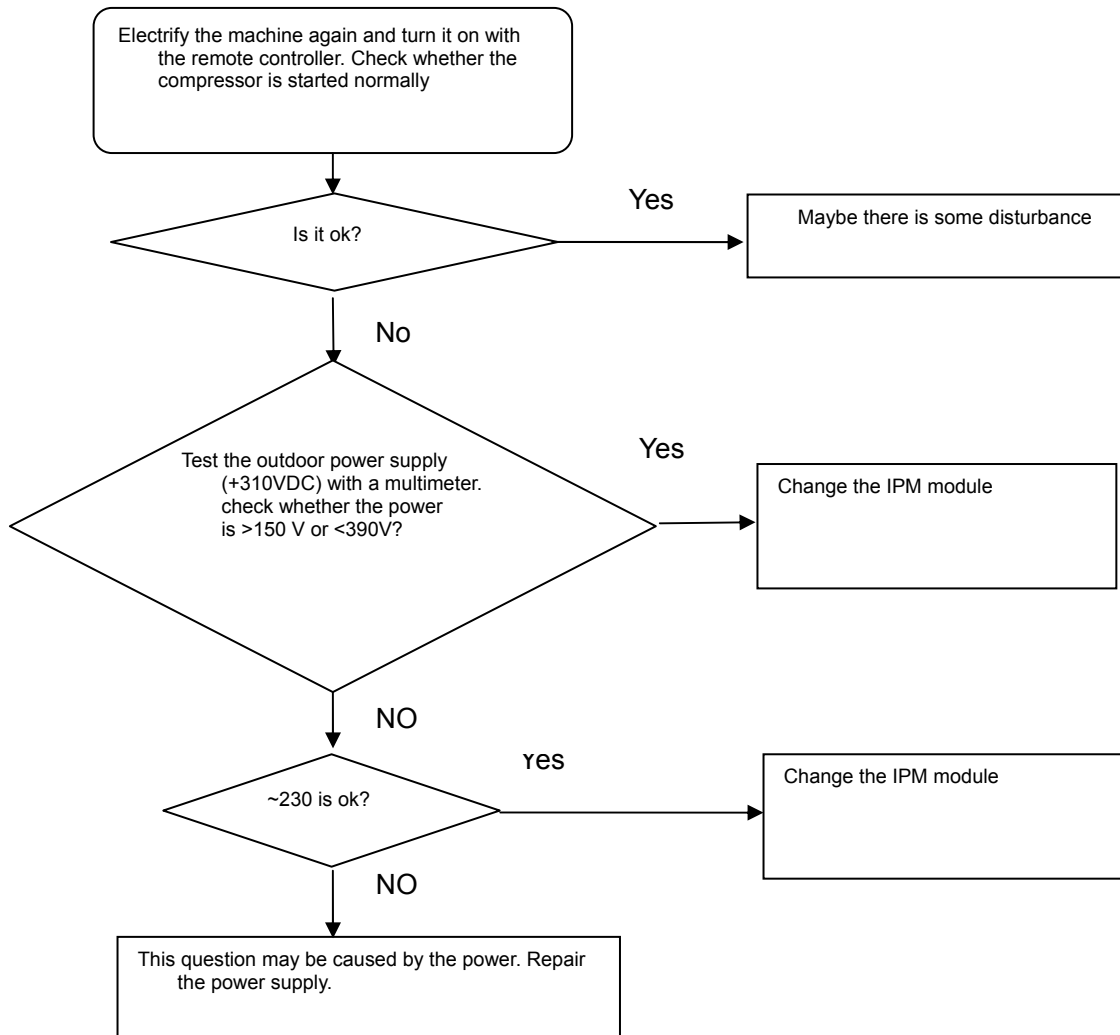 Electrify the machine again and turn it on with
the remote controller. Check whether the
compressor is started normally
Yes
Is it ok?
Maybe there is some disturbance
No
Test the outdoor power supply
(+310VDC) with a multimeter.
check whether the power
is >150 V or <390V?
Yes
Change the IPM module
NO
Yes
~230 is ok?
Change the IPM module
NO
This question may be caused by the power. Repair
the power supply.